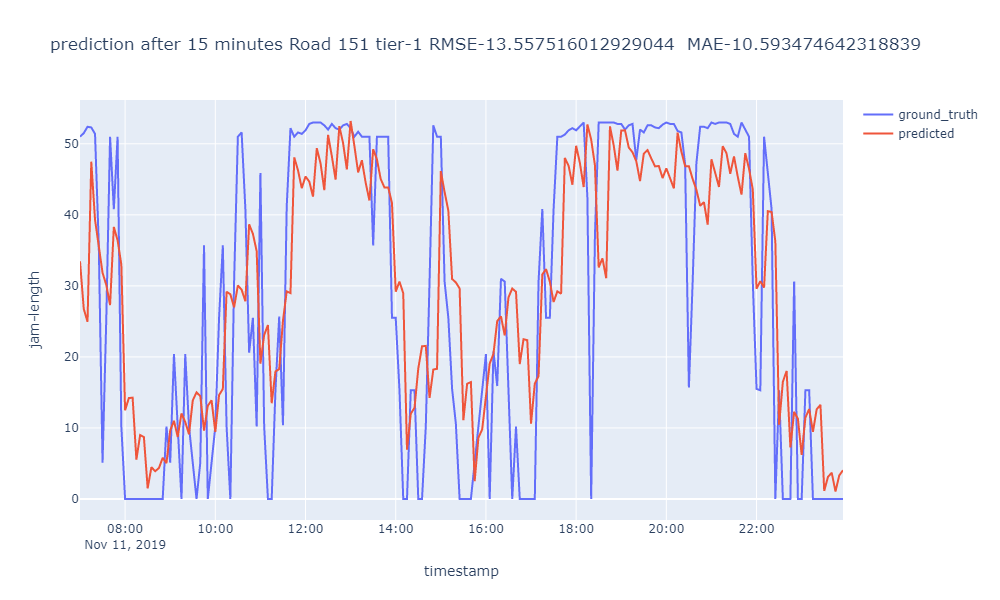 prediction after 15 minutes Road 151 tier-1 RMSE-13.557516012929044  MAE-10.593474642318839
ground_truth
predicted
50
40
30
20
10
0
jam-length
08:00 10:00 12:00 14:00 16:00 18:00 20:00 22:00
Nov 11, 2019
timestamp